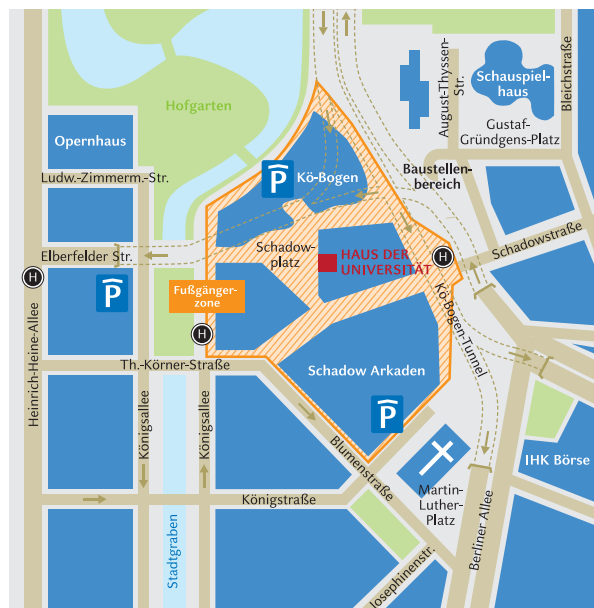 Hofgarten
Opernhaus
Ludw.-Zimmerm.-Str.
Elberfelder Str.
H
Heinrich-Heine-Allee
P
P
Kö-Bogen
Schadow-
platz
HAUS DER
UNIVERSITÄT
Fußgänger-
zone
H
H
August-Thyssen-
Str.
Schauspiel-
haus
Gustaf-
Gründgens-Platz
Bleichstraße
Baustellen-
bereich
Schadowstraße
Kö-Bogen-Tunnel
Th.-Körner-Straße
Schadow Arkaden
P
Königsallee
Königsallee
Blumenstraße
Königstraße
Stadtgraben
Martin-
Luther-
Platz
IHK Börse
Berliner Allee
Josephinenstr.